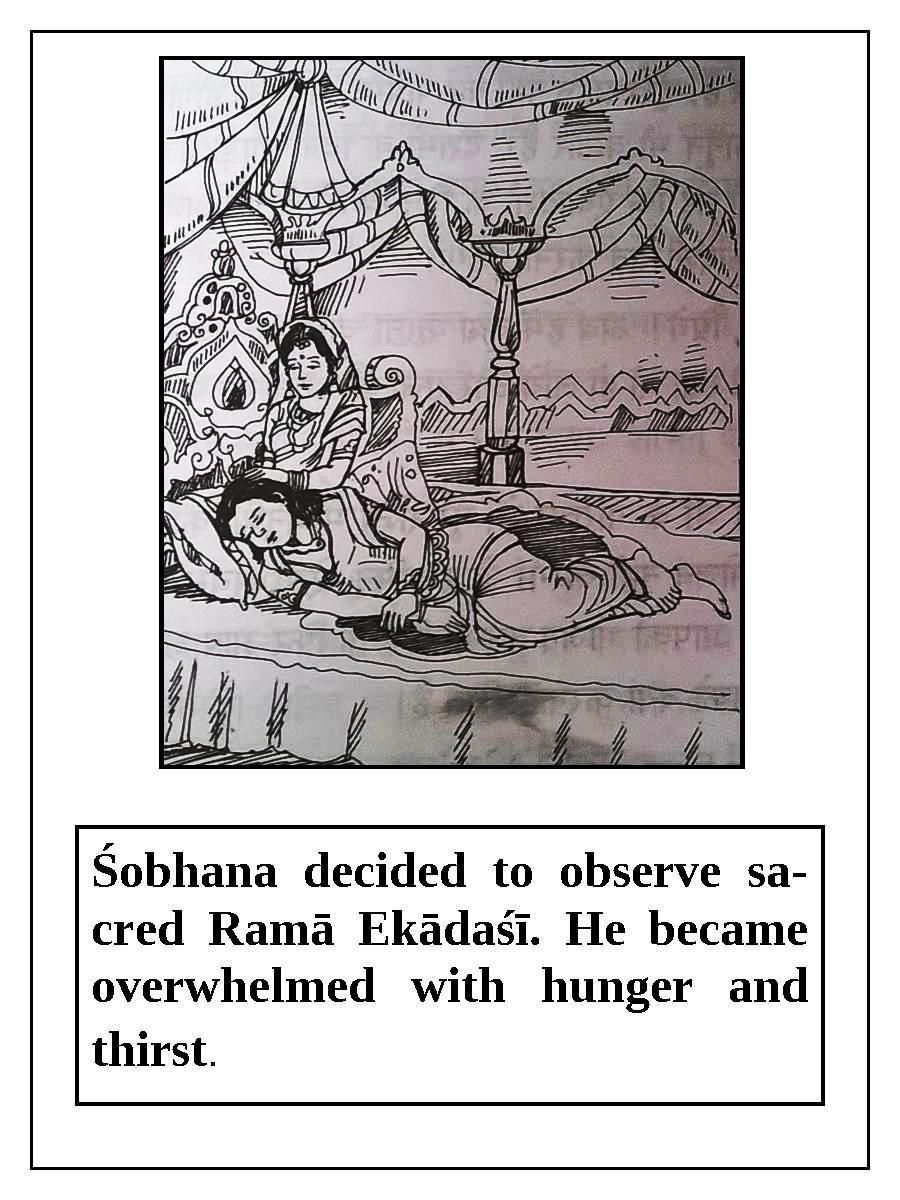 Śobhana decided to observe sa-
cred Ramā Ekādaśī. He became
overwhelmed with hunger and
thirst.